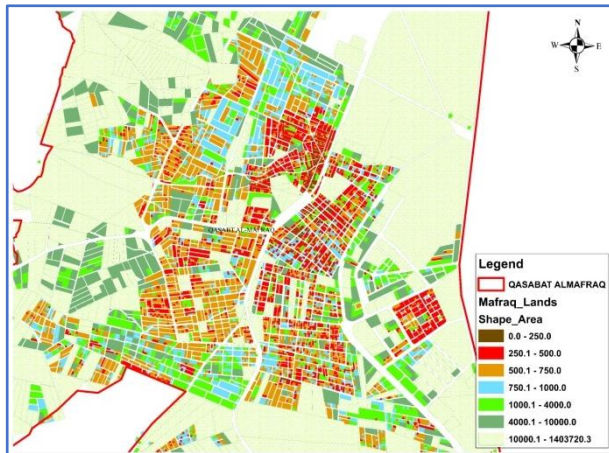 N
W
E
S
QASABT AL-MAFRAQ
Legend
QASABAT ALMAFRAQ
Mafraq_Lands
Shape_Area
0.0 - 250.0
250.1 - 500.0
500.1 - 750.0
750.1 - 1000.0
1000.1 - 4000.0
4000.1 - 10000.0
10000.1 - 1403720.3